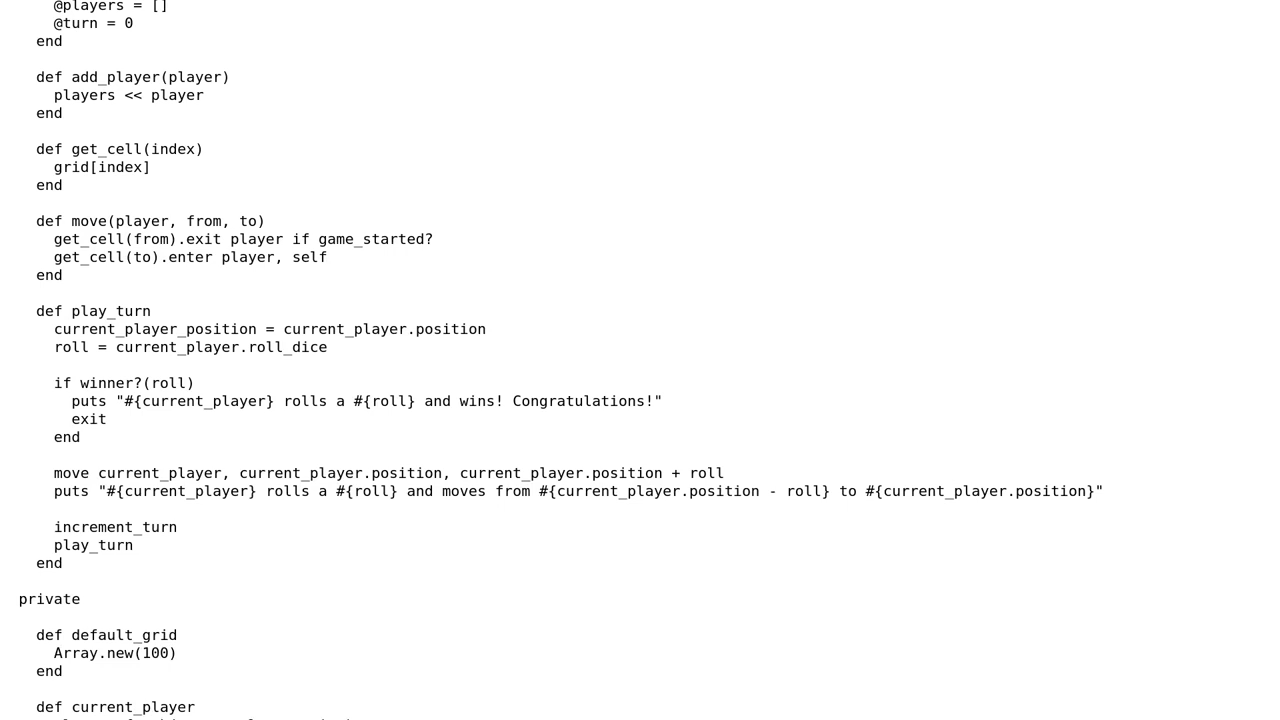 @players = []
@turn = 0
end
def add_player(player)
players << player
end
def get_cell(index)
grid[index]
end
def move(player, from, to)
get_cell(from).exit player if game_started?
get_cell(to).enter player, self
end
def play_turn
current_player_position = current_player.position
roll = current_player.roll_dice
if winner?(roll)
puts "#{current_player} rolls a #{roll} and wins! Congratulations!"
exit
end
move current_player, current_player.position, current_player.position + roll
puts "#{current_player} rolls a #{roll} and moves from #{current_player.position - roll} to #{current_player.position}"
increment_turn
play_turn
end
private
def default_grid
Array.new(100)
end
def current_player